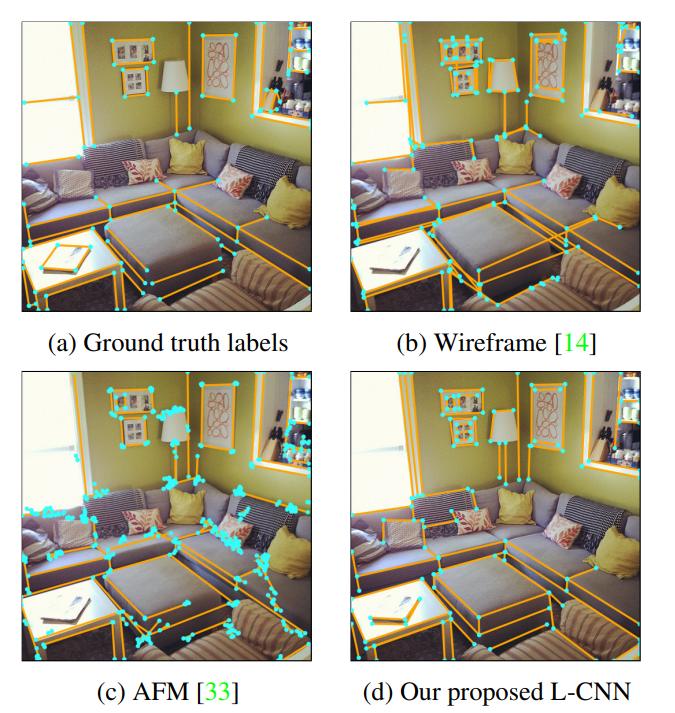 (a) Ground truth labels
(b) Wireframe [14]
(c) AFM [33]
(d) Our proposed L-CNN